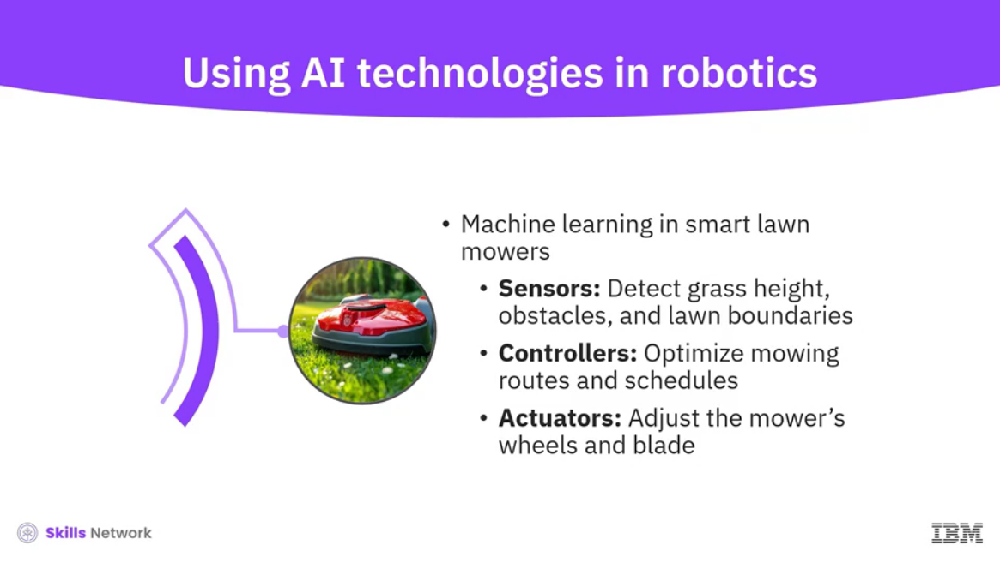 Using AI technologies in robotics
• Machine learning in smart lawn
mowers
• Sensors: Detect grass height,
obstacles, and lawn boundaries
• Controllers: Optimize mowing
routes and schedules
• Actuators: Adjust the mower’s
wheels and blade
Skills Network
IBM